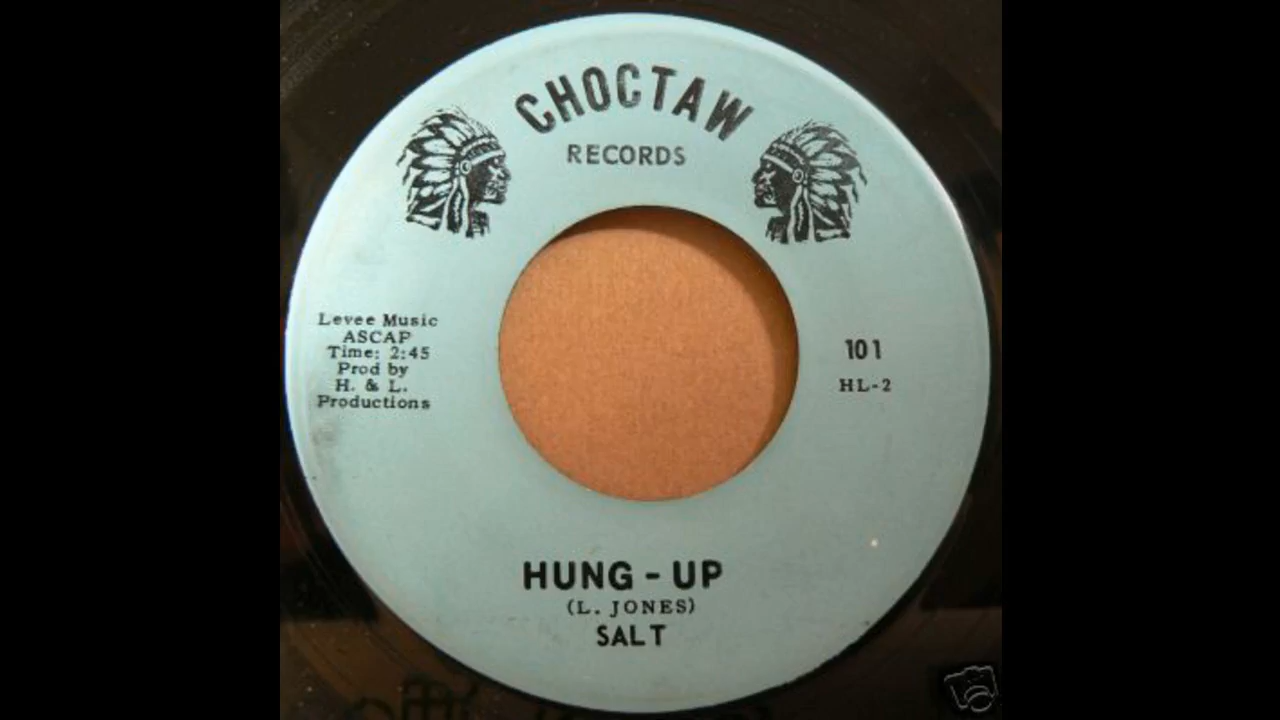 CHOCTAW
RECORDS
Levee Music
ASCAP
Time: 2:45
Prod by
H. & L.
Productions
101
HL-2
HUNG - UP
(L. JONES)
SALT